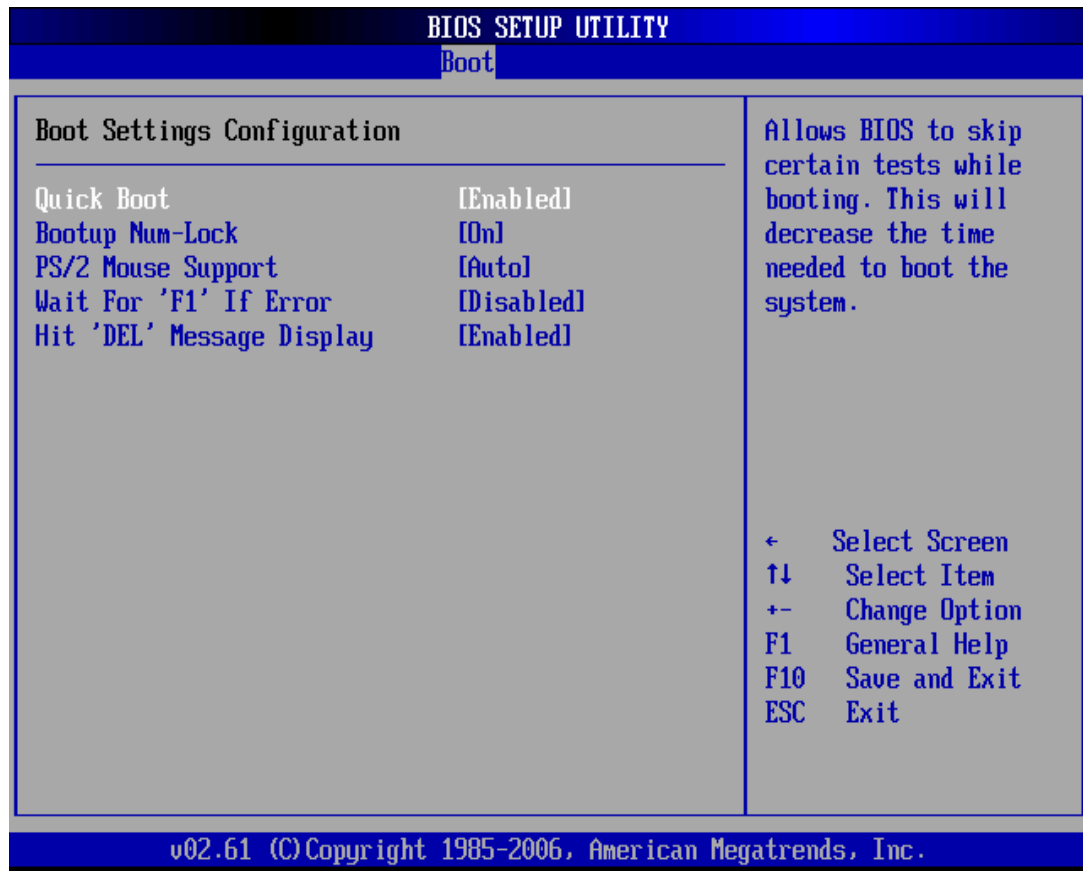 BIOS SETUP UTILITY
Boot
Boot Settings Configuration
Quick Boot [Enabled]
Bootup Num-Lock [On]
PS/2 Mouse Support [Auto]
Wait For 'F1' If Error [Disabled]
Hit 'DEL' Message Display [Enabled]
Allows BIOS to skip
certain tests while
booting. This will
decrease the time
needed to boot the
system.
← Select Screen
↑↓ Select Item
+- Change Option
F1 General Help
F10 Save and Exit
ESC Exit
v02.61 (C)Copyright 1985-2006, American Megatrends, Inc.